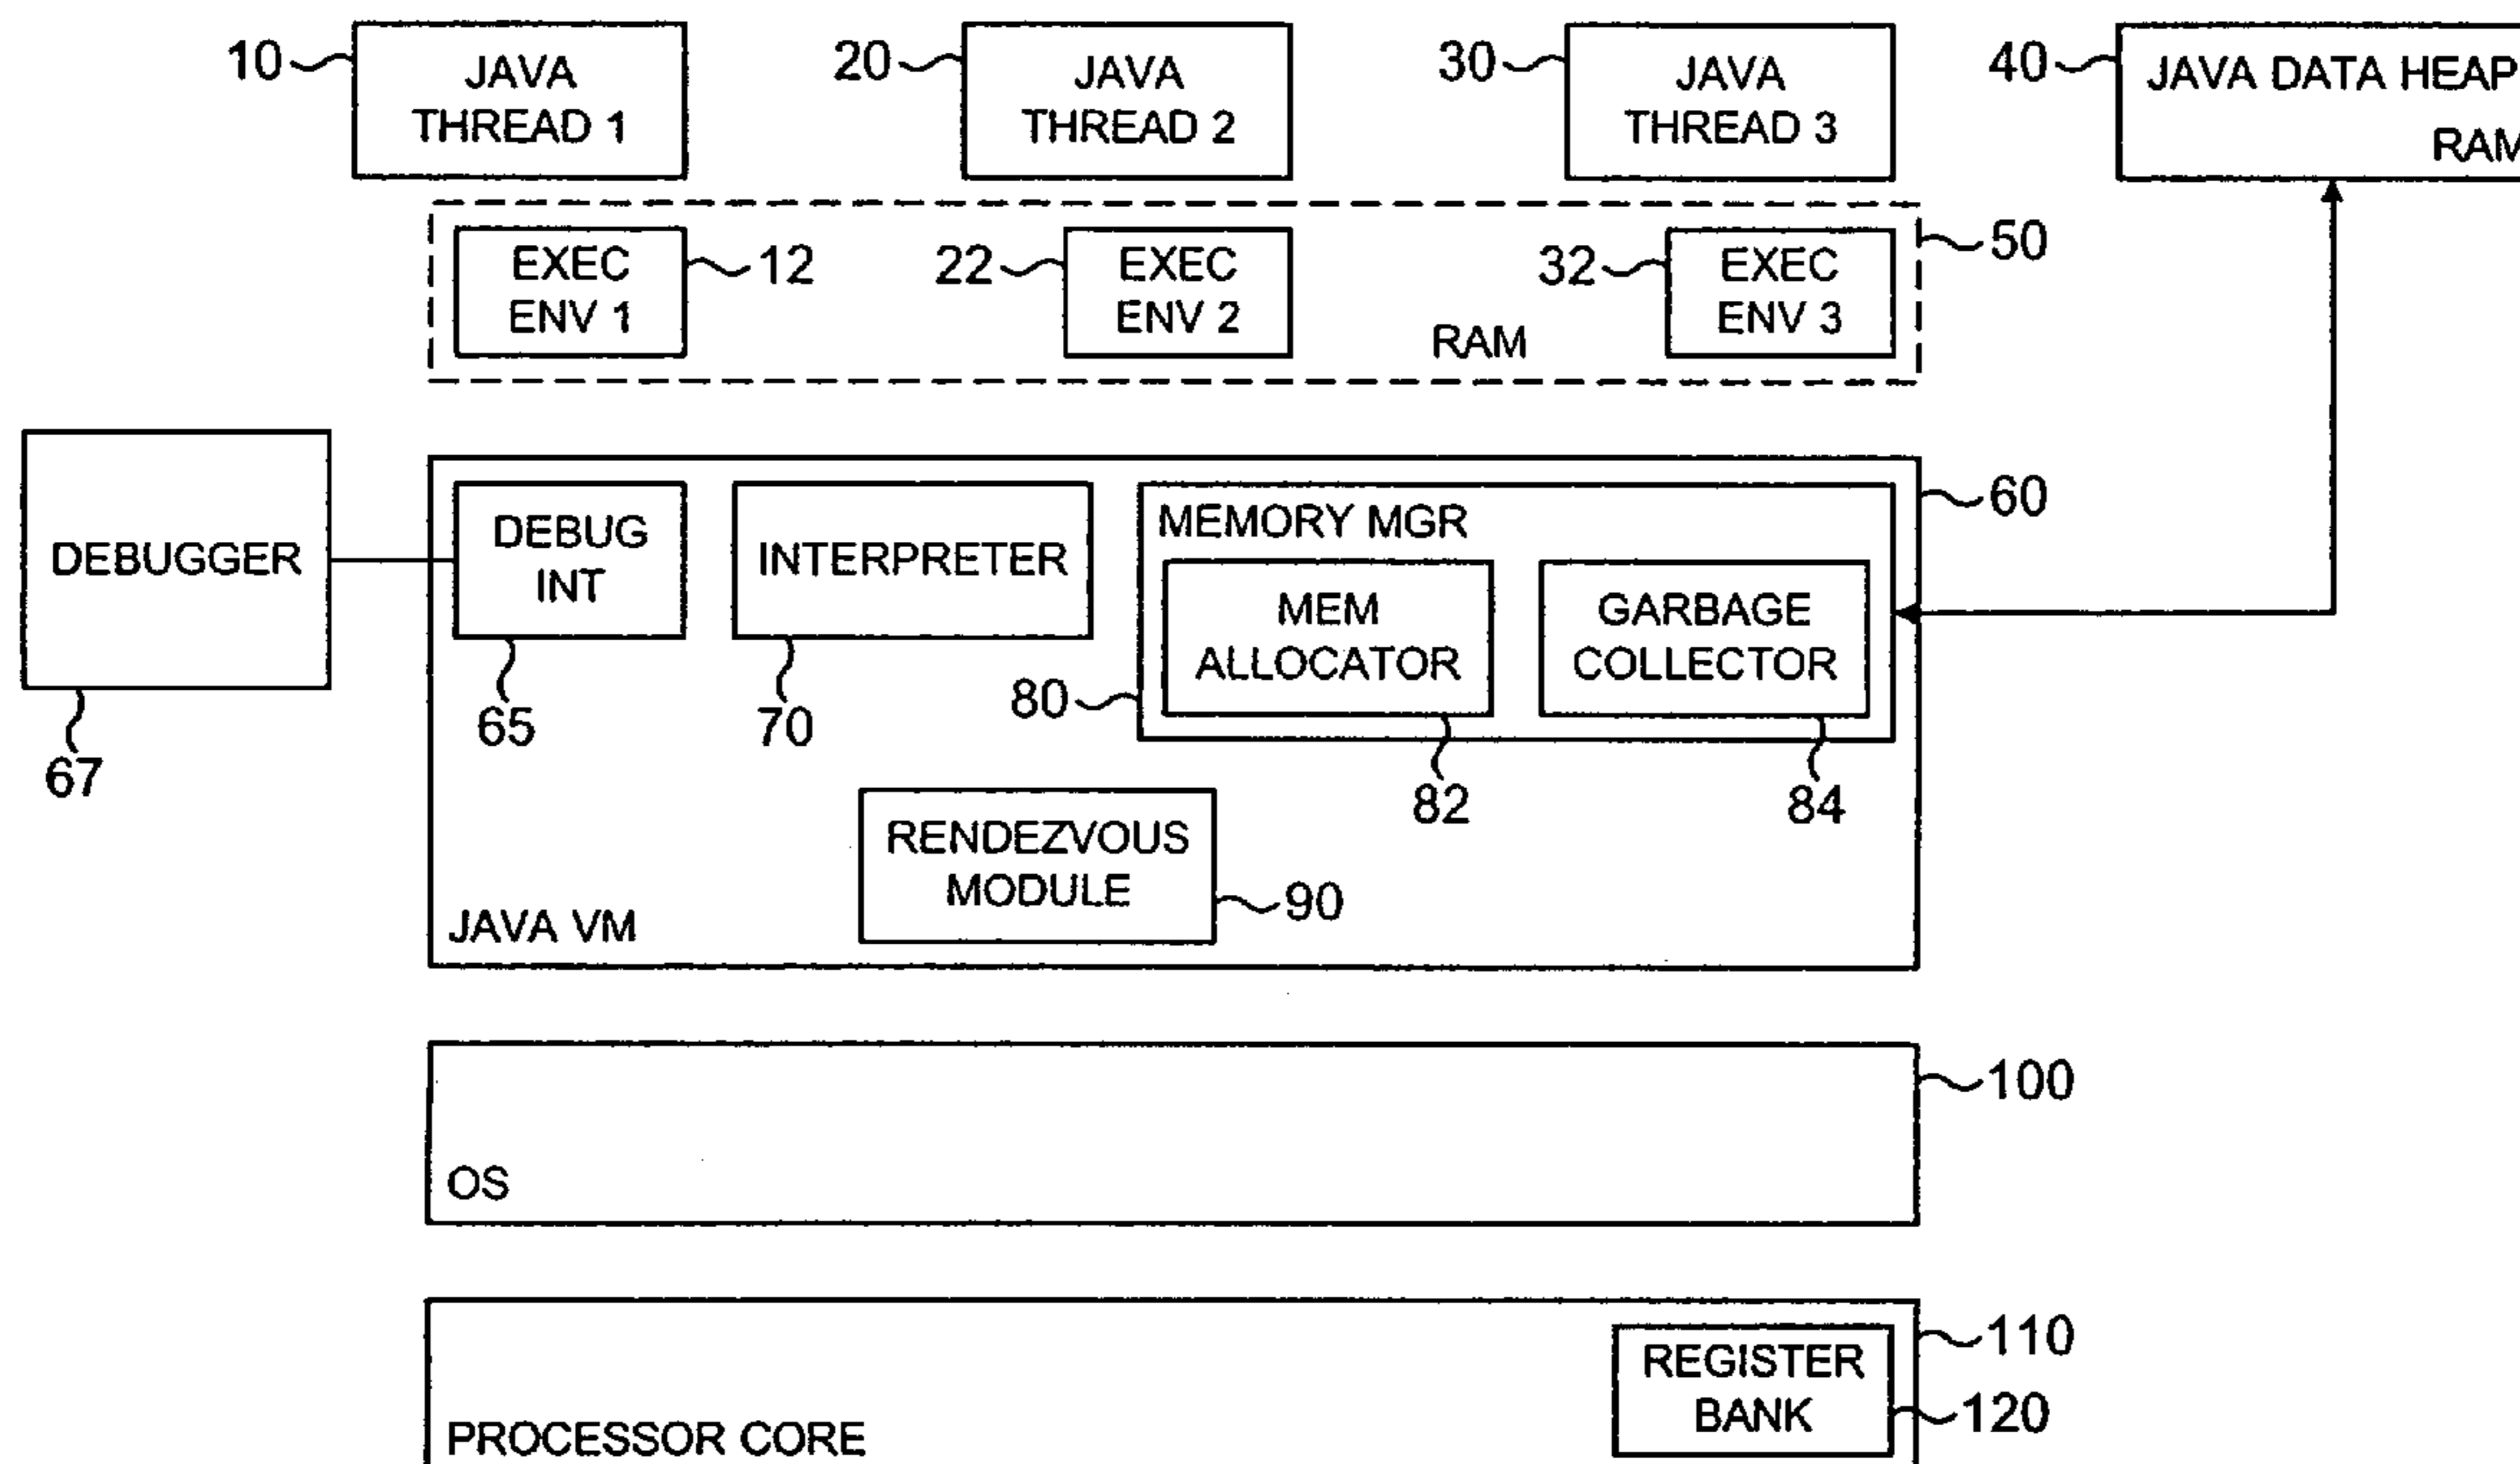 10
JAVA
THREAD 1
20
JAVA
THREAD 2
30
JAVA
THREAD 3
40
JAVA DATA HEAP
RAM
EXEC
ENV 1
12
22
EXEC
ENV 2
RAM
32
EXEC
ENV 3
50
DEBUGGER
67
DEBUG
INT
65
INTERPRETER
70
MEMORY MGR
MEM
ALLOCATOR
GARBAGE
COLLECTOR
60
80
82
84
RENDEZVOUS
MODULE
90
JAVA VM
100
OS
110
REGISTER
BANK
120
PROCESSOR CORE